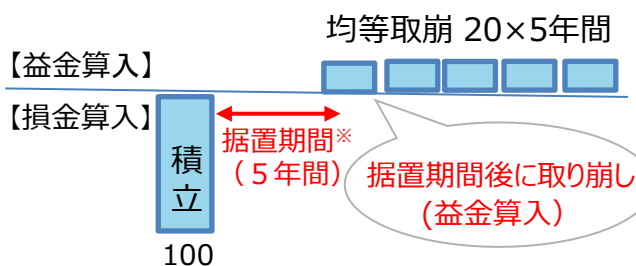 均等取崩 20×5年間
【益金算入】
【損金算入】
据置期間※
（５年間）
積立
据置期間後に取り崩し
(益金算入）
100